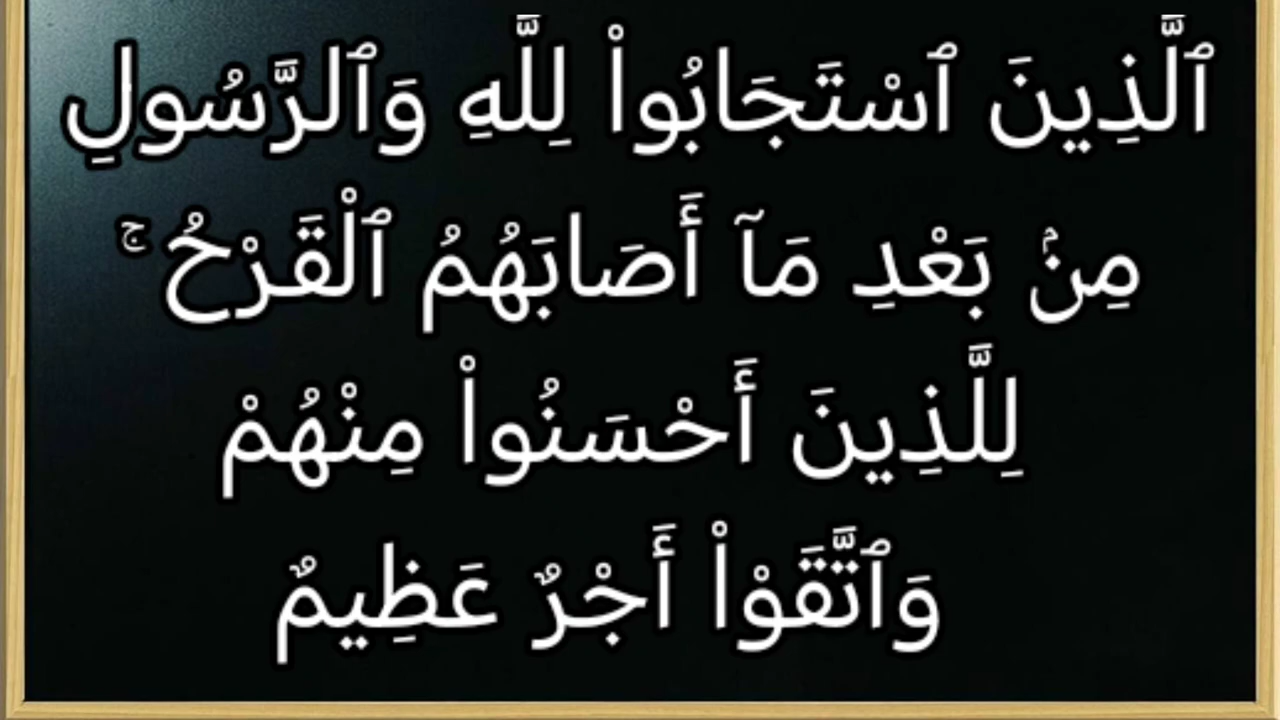 ٱلَّذِينَ ٱسْتَجَابُوا۟ لِلَّهِ وَٱلرَّسُولِ
مِنۢ بَعْدِ مَآ أَصَابَهُمُ ٱلْقَرْحُ ۚ
لِلَّذِينَ أَحْسَنُوا۟ مِنْهُمْ
وَٱتَّقَوْا۟ أَجْرٌ عَظِيمٌ